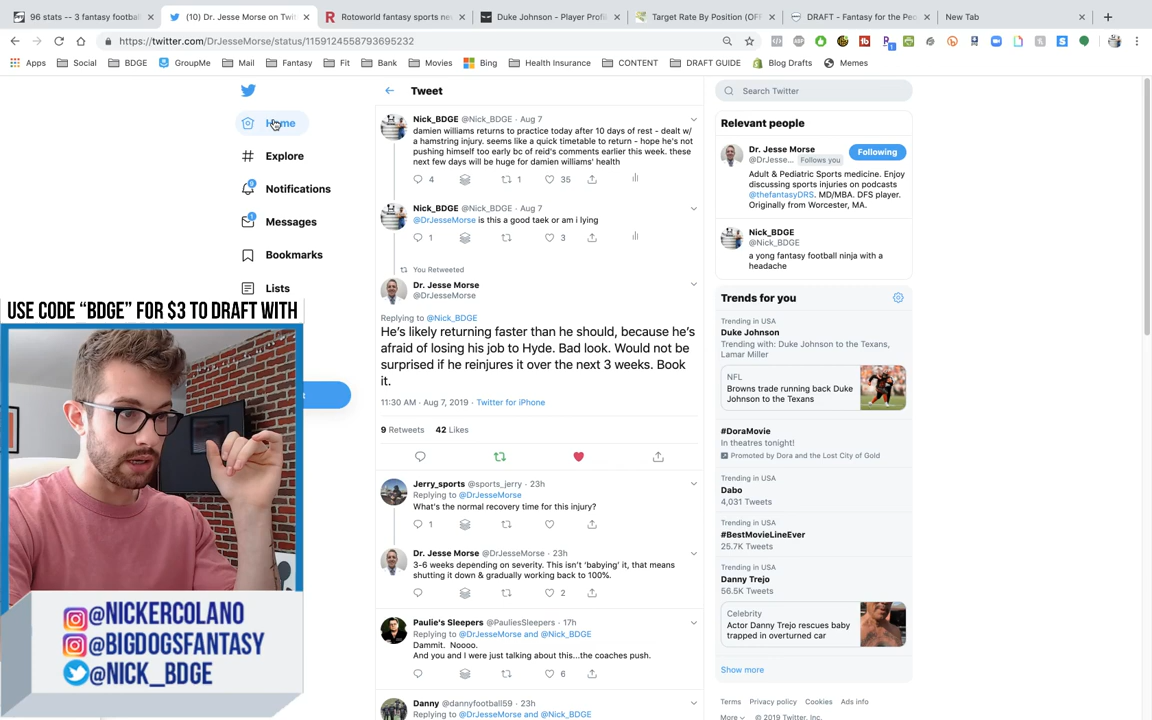 96 stats -- 3 fantasy footbal
(10) Dr. Jesse Morse on Twit
Rotoworld fantasy sports ne
Duke Johnson - Player Profi
Target Rate By Position (OFF
DRAFT - Fantasy for the Peo
New Tab
https://twitter.com/DrJesseMorse/status/1159124558793695232
Apps
Social
BDGE
GroupMe
Mail
Fantasy
Fit
Bank
Movies
Bing
Health Insurance
CONTENT
DRAFT GUIDE
Blog Drafts
Memes
Home
Explore
Notifications
Messages
Bookmarks
Lists
Tweet
Nick_BDGE @Nick_BDGE · Aug 7
damien williams returns to practice today after 10 days of rest - dealt w/
a hamstring injury. seems like a quick timetable to return - hope he's not
pushing himself too early bc of reid's comments earlier this week. these
next few days will be huge for damien williams' health
4 1 35
Nick_BDGE @Nick_BDGE · Aug 7
@DrJesseMorse is this a good taek or am i lying
1 3
You Retweeted
Dr. Jesse Morse
@DrJesseMorse
Replying to @Nick_BDGE
He's likely returning faster than he should, because he's
afraid of losing his job to Hyde. Bad look. Would not be
surprised if he reinjures it over the next 3 weeks. Book
it.
11:30 AM · Aug 7, 2019 · Twitter for iPhone
9 Retweets 42 Likes
Jerry_sports @sports_jerry · 23h
Replying to @DrJesseMorse
What's the normal recovery time for this injury?
1
Dr. Jesse Morse @DrJesseMorse · 23h
3-6 weeks depending on severity. This isn't 'babying' it, that means
shutting it down & gradually working back to 100%.
2
Paulie's Sleepers @PauliesSleepers · 17h
Replying to @DrJesseMorse and @Nick_BDGE
Dammit. Noooo.
And you and I were just talking about this...the coaches push.
6
Danny @dannyfootball59 · 23h
Replying to @DrJesseMorse and @Nick_BDGE
Search Twitter
Relevant people
Dr. Jesse Morse
@DrJesse... Follows you
Following
Adult & Pediatric Sports medicine. Enjoy
discussing sports injuries on podcasts
@thefantasyDRS. MD/MBA. DFS player.
Originally from Worcester, MA.
Nick_BDGE
@Nick_BDGE
a yong fantasy football ninja with a
headache
Trends for you
Trending in USA
Duke Johnson
Trending with: Duke Johnson to the Texans,
Lamar Miller
NFL
Browns trade running back Duke
Johnson to the Texans
#DoraMovie
In theatres tonight!
Promoted by Dora and the Lost City of Gold
Trending in USA
Dabo
4,031 Tweets
Trending in USA
#BestMovieLineEver
25.7K Tweets
Trending in USA
Danny Trejo
56.5K Tweets
Celebrity
Actor Danny Trejo rescues baby
trapped in overturned car
Show more
Terms Privacy policy Cookies Ads info
More © 2019 Twitter, Inc.
USE CODE "BDGE" FOR $3 TO DRAFT WITH
@NICKERCOLANO
@BIGDOGSFANTASY
@NICK_BDGE